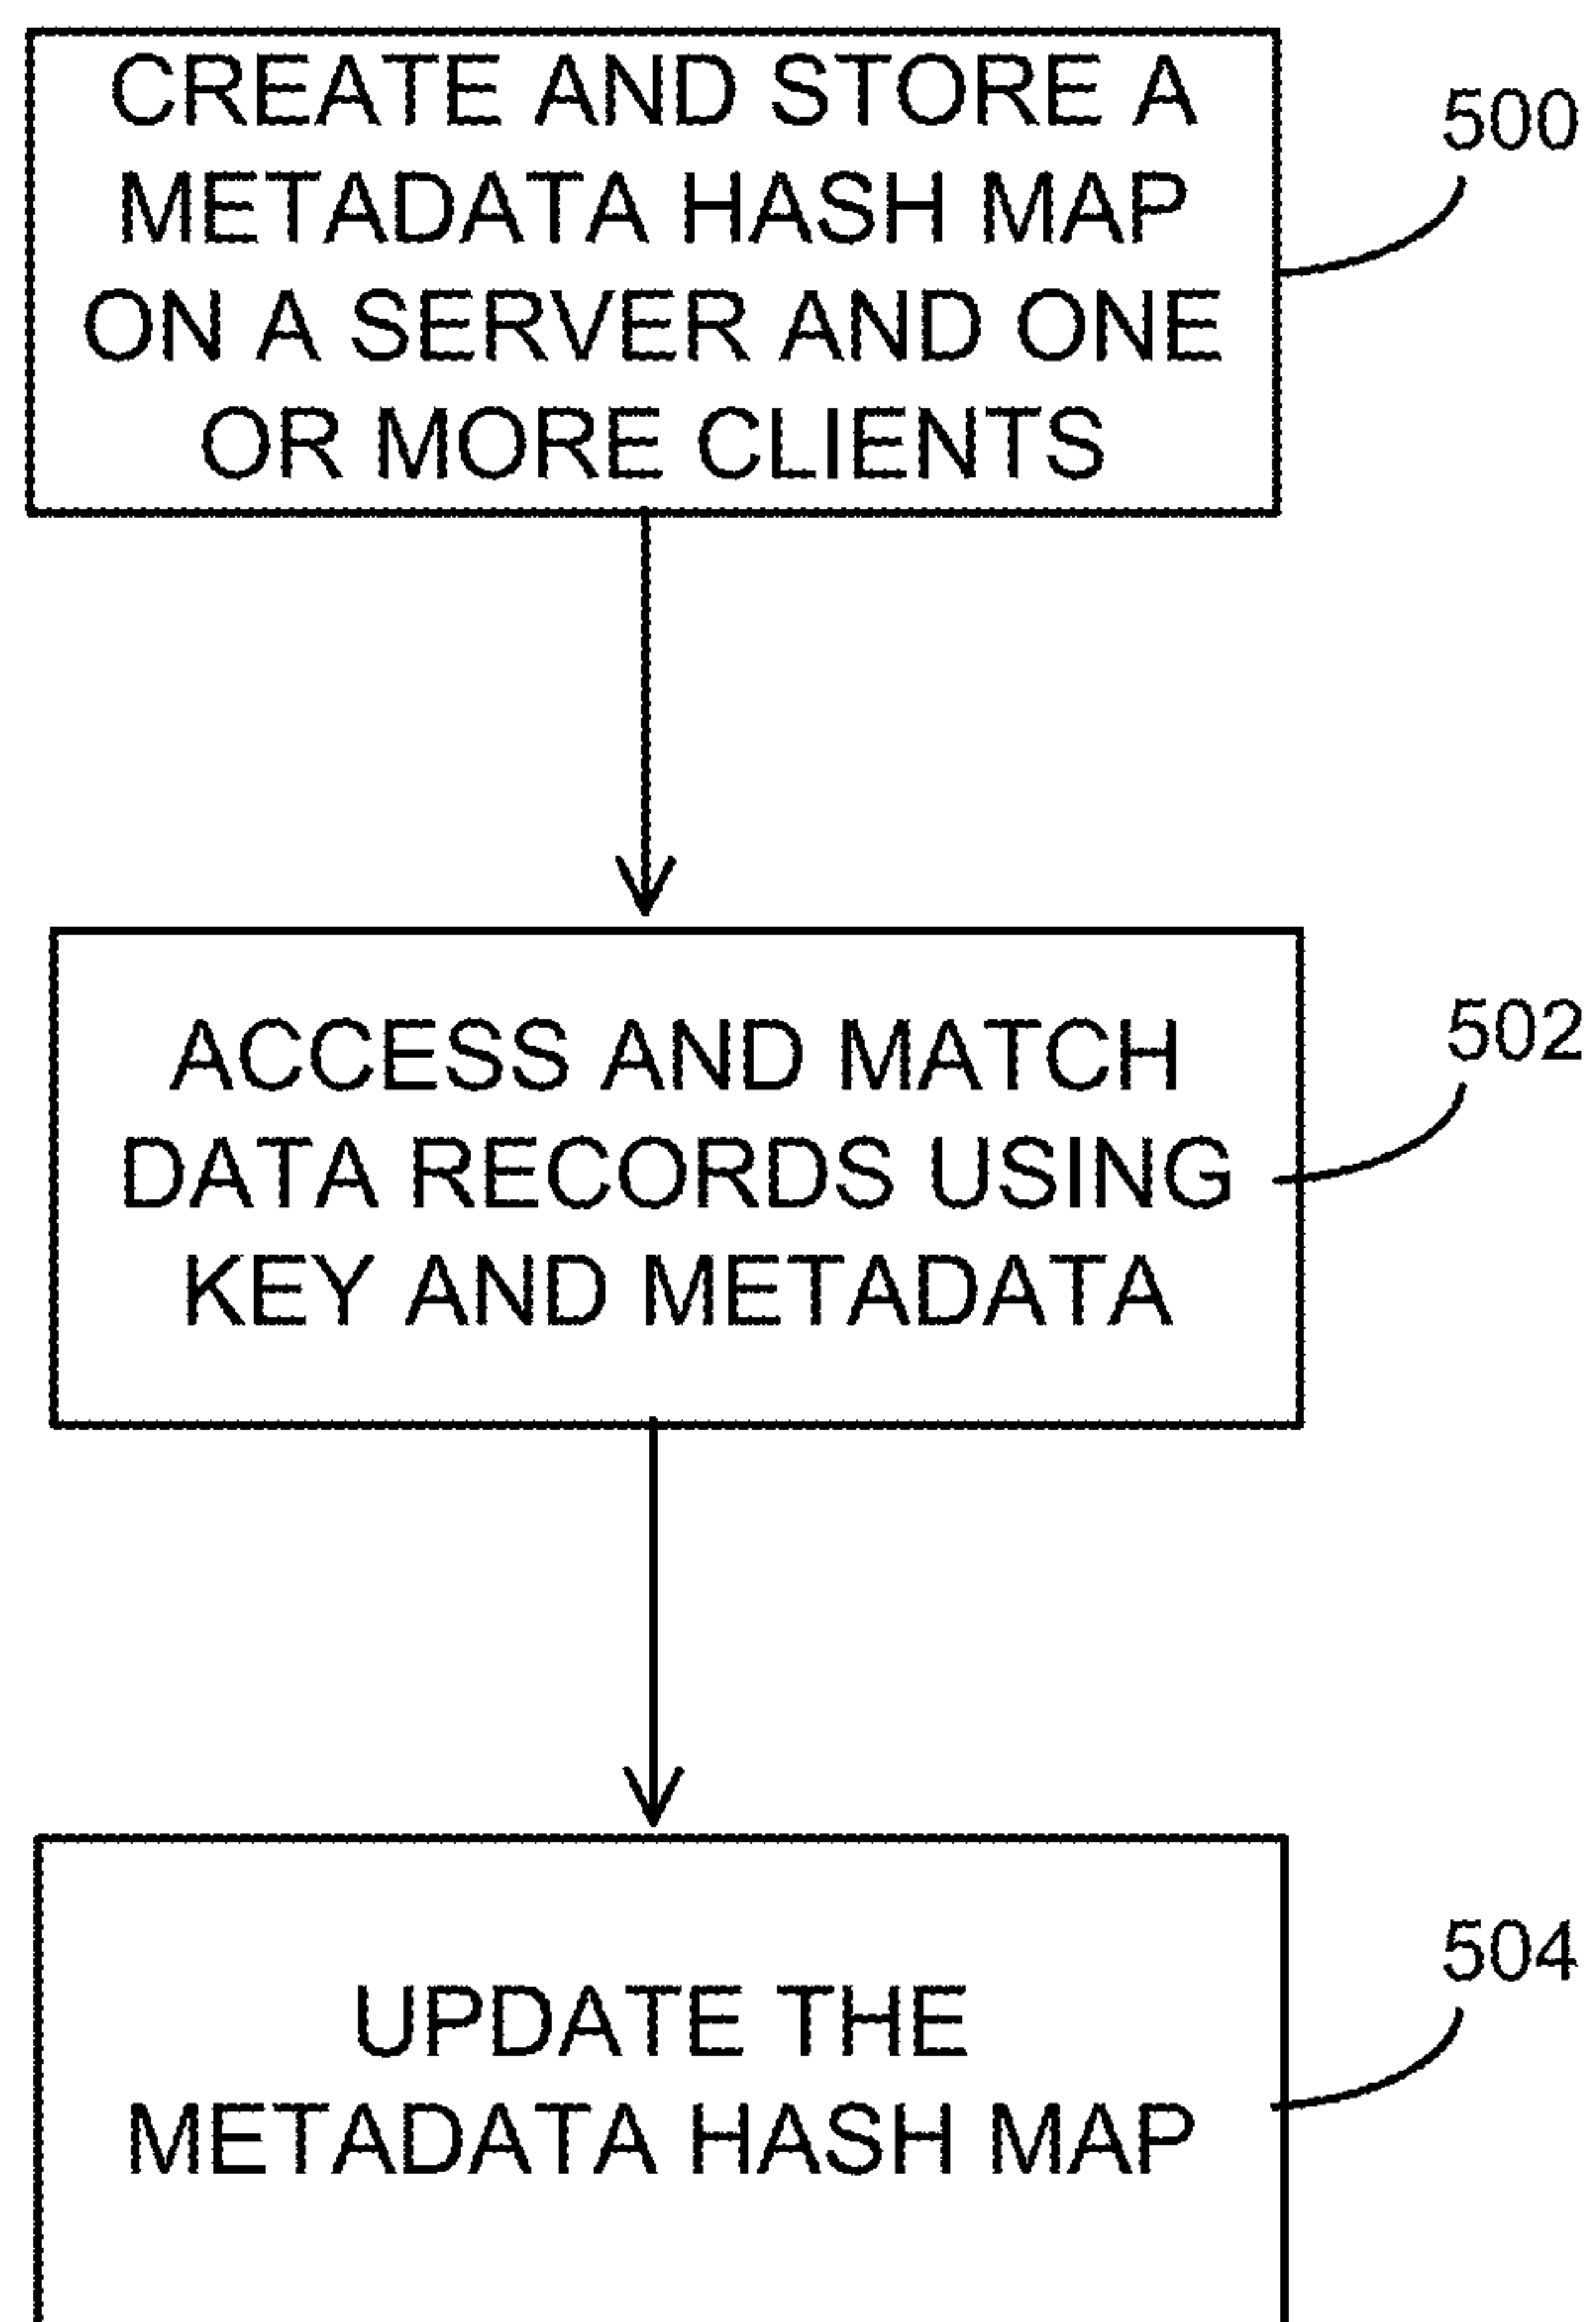 CREATE AND STORE A
METADATA HASH MAP
ON A SERVER AND ONE
OR MORE CLIENTS
500
ACCESS AND MATCH
DATA RECORDS USING
KEY AND METADATA
502
UPDATE THE
METADATA HASH MAP
504